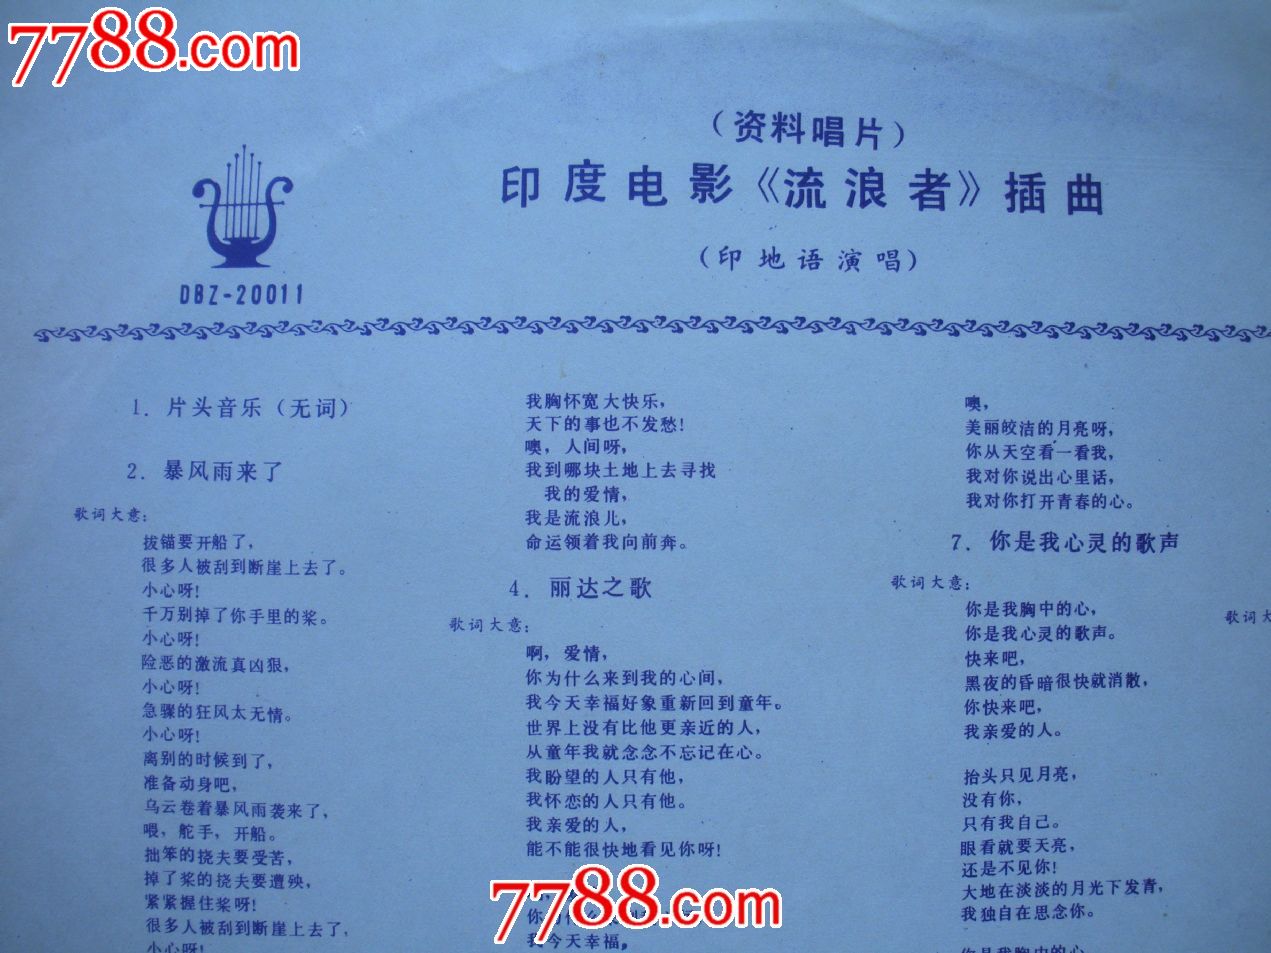 7788.com
(资料唱片)
印度电影《流浪者》插曲
(印地语演唱)
DBZ-20011
1. 片头音乐(无词)
2. 暴风雨来了
歌词大意:
拔锚要开船了,
很多人被刮到断崖上去了。
小心呀!
千万别掉了你手里的桨。
小心呀!
险恶的激流真凶狠,
小心呀!
急骤的狂风太无情。
小心呀!
离别的时候到了,
准备动身吧,
乌云卷着暴风雨袭来了,
喂,舵手,开船。
拙笨的挠夫要受苦,
掉了桨的挠夫要遭殃,
紧紧握住桨呀!
很多人被刮到断崖上去了,
小心呀!
我胸怀宽大快乐,
天下的事也不发愁!
噢,人间呀,
我到哪块土地上去寻找
我的爱情,
我是流浪儿,
命运领着我向前奔。
4. 丽达之歌
歌词大意:
啊,爱情,
你为什么来到我的心间,
我今天幸福好象重新回到童年。
世界上没有比他更亲近的人,
从童年我就念念不忘记在心。
我盼望的人只有他,
我怀恋的人只有他。
我亲爱的人,
能不能很快地看见你呀!
7788.com
我今天幸福,
噢,
美丽皎洁的月亮呀,
你从天空看一看我,
我对你说出心里话,
我对你打开青春的心。
7. 你是我心灵的歌声
歌词大意:
你是我胸中的心,
你是我心灵的歌声。
快来吧,
黑夜的昏暗很快就消散,
你快来吧,
我亲爱的人。
抬头只见月亮,
没有你,
只有我自己。
眼看就要天亮,
还是不见你!
大地在淡淡的月光下发青,
我独自在思念你。
你是我胸中的心
歌词大